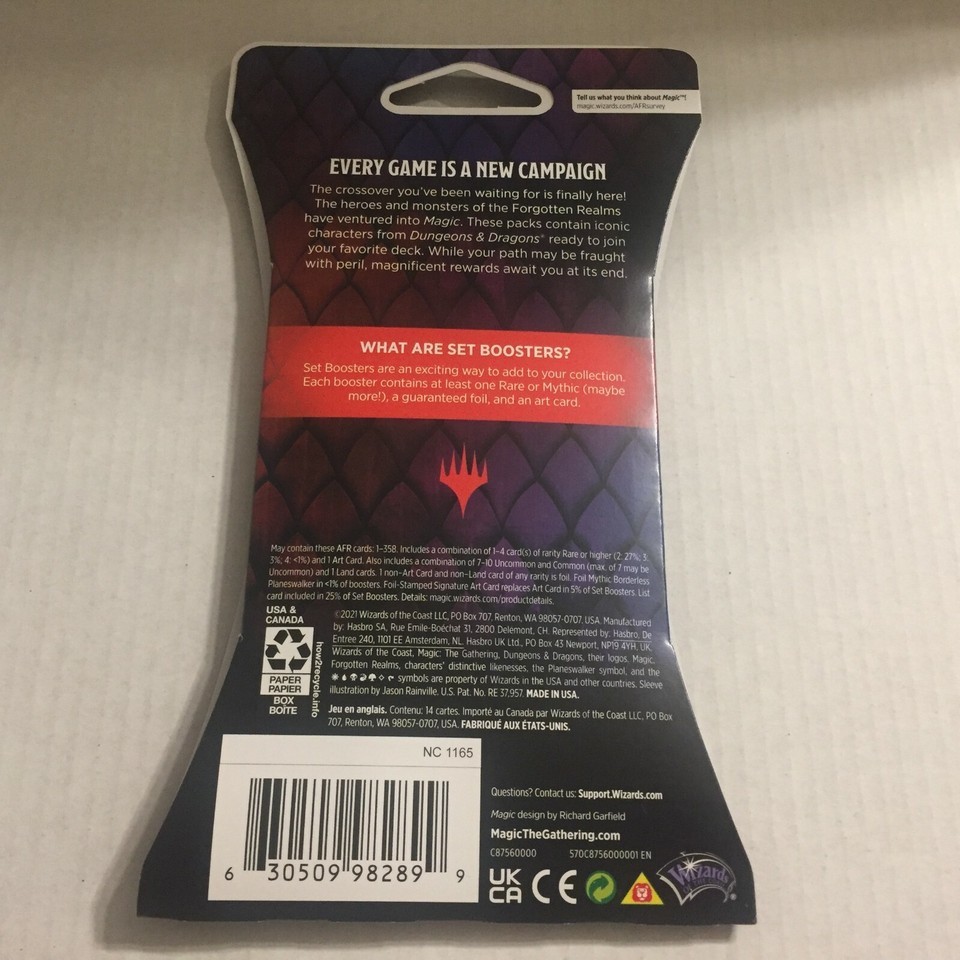 Tell us what you think about Magic™!
magic.wizards.com/AFRsurvey
EVERY GAME IS A NEW CAMPAIGN
The crossover you've been waiting for is finally here!
The heroes and monsters of the Forgotten Realms
have ventured into Magic. These packs contain iconic
characters from Dungeons & Dragons® ready to join
your favorite deck. While your path may be fraught
with peril, magnificent rewards await you at its end.
WHAT ARE SET BOOSTERS?
Set Boosters are an exciting way to add to your collection.
Each booster contains at least one Rare or Mythic (maybe
more!), a guaranteed foil, and an art card.
May contain these AFR cards: 1–358. Includes a combination of 1–4 card(s) of rarity Rare or higher (2: 27%; 3:
3%; 4: <1%) and 1 Art Card. Also includes a combination of 7–10 Uncommon and Common (max. of 7 may be
Uncommon) and 1 Land cards. 1 non–Art Card and non–Land card of any rarity is foil. Foil Mythic Borderless
Planeswalker in <1% of boosters. Foil-Stamped Signature Art Card replaces Art Card in 5% of Set Boosters. List
card included in 25% of Set Boosters. Details: magic.wizards.com/productdetails.
USA &
CANADA
how2recycle.info
PAPER
PAPIER
BOX
BOÎTE
©2021 Wizards of the Coast LLC, PO Box 707, Renton, WA 98057-0707, USA. Manufactured
by: Hasbro SA, Rue Emile-Boéchat 31, 2800 Delemont, CH. Represented by: Hasbro, De
Entree 240, 1101 EE Amsterdam, NL. Hasbro UK Ltd., PO Box 43 Newport, NP19 4YH, UK.
Wizards of the Coast, Magic: The Gathering, Dungeons & Dragons, their logos, Magic,
Forgotten Realms, characters' distinctive likenesses, the Planeswalker symbol, and the
symbols are property of Wizards in the USA and other countries. Sleeve
illustration by Jason Rainville. U.S. Pat. No. RE 37,957. MADE IN USA.
Jeu en anglais. Contenu: 14 cartes. Importé au Canada par Wizards of the Coast LLC, PO Box
707, Renton, WA 98057-0707, USA. FABRIQUÉ AUX ÉTATS-UNIS.
NC 1165
6 30509 98289 9
Questions? Contact us: Support.Wizards.com
Magic design by Richard Garfield
MagicTheGathering.com
C87560000 570C8756000001 EN
UK
CA
CE
Wizards
OF THE COAST®